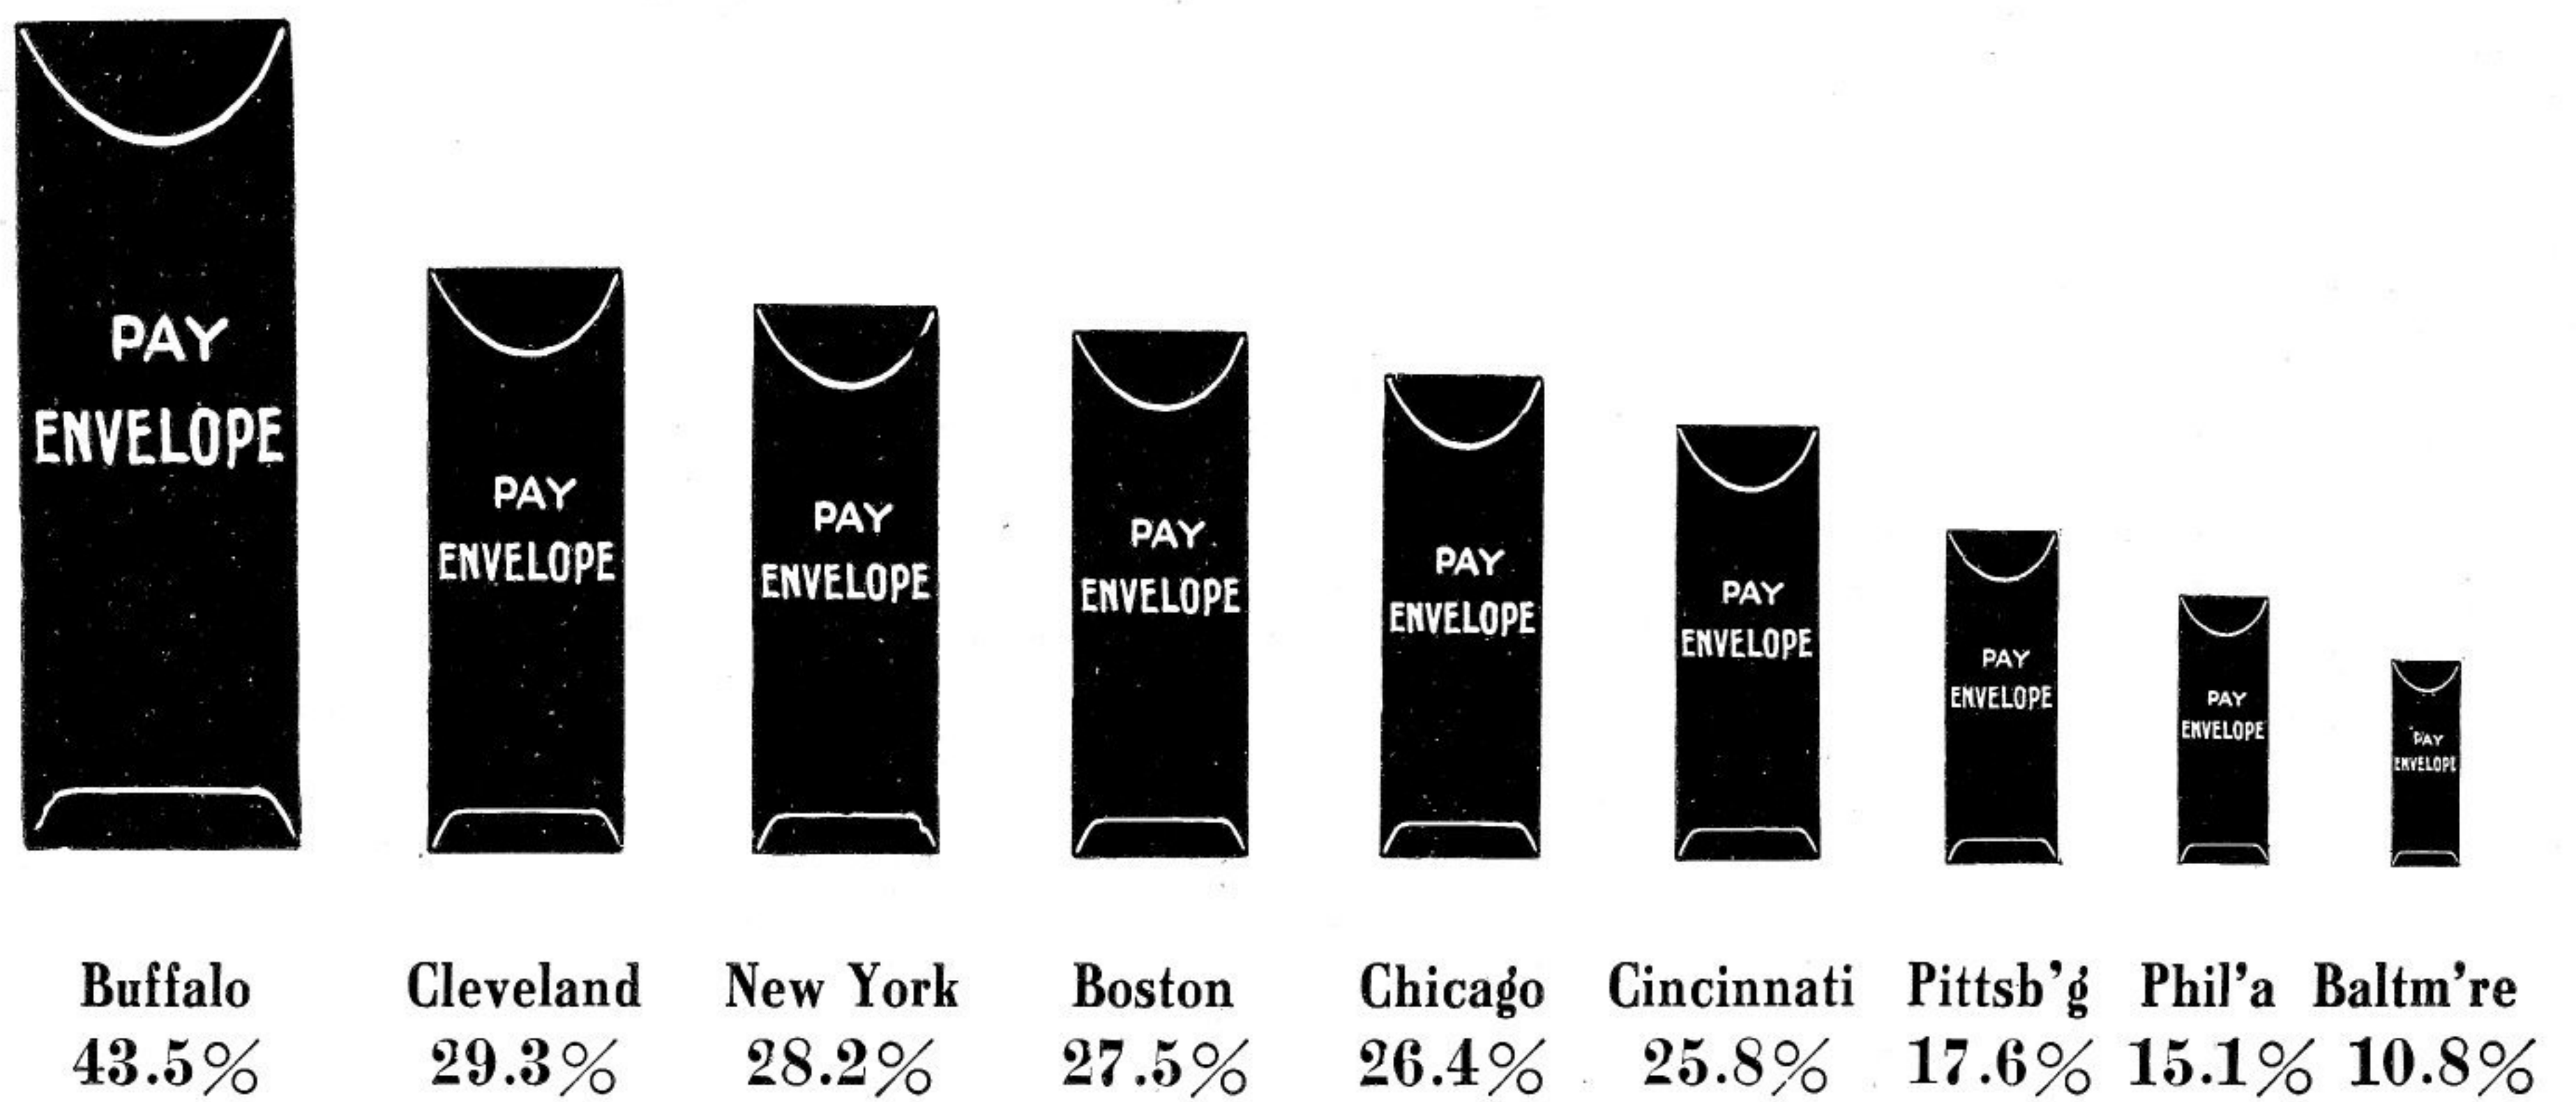 PAY
ENVELOPE
PAY
ENVELOPE
PAY
ENVELOPE
PAY
ENVELOPE
PAY
ENVELOPE
PAY
ENVELOPE
PAY
ENVELOPE
PAY
ENVELOPE
PAY
ENVELOPE
Buffalo Cleveland New York Boston Chicago Cincinnati Pittsb'g Phil'a Baltm're
43.5% 29.3% 28.2% 27.5% 26.4% 25.8% 17.6% 15.1% 10.8%